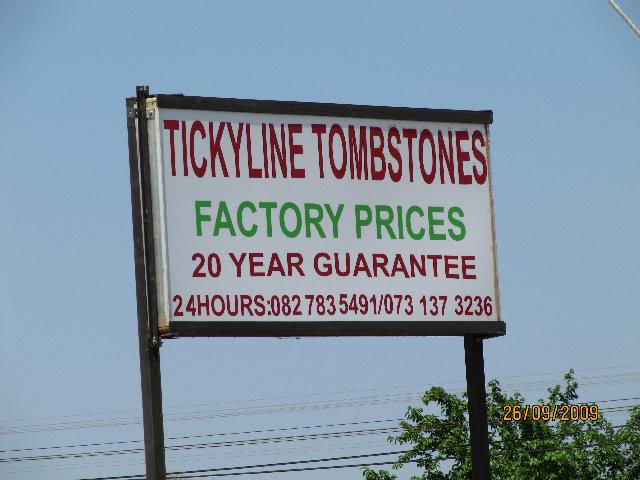 TICKYLINE TOMBSTONES
FACTORY PRICES
20 YEAR GUARANTEE
24HOURS:082 783 5491/073 137 3236
26/09/2009